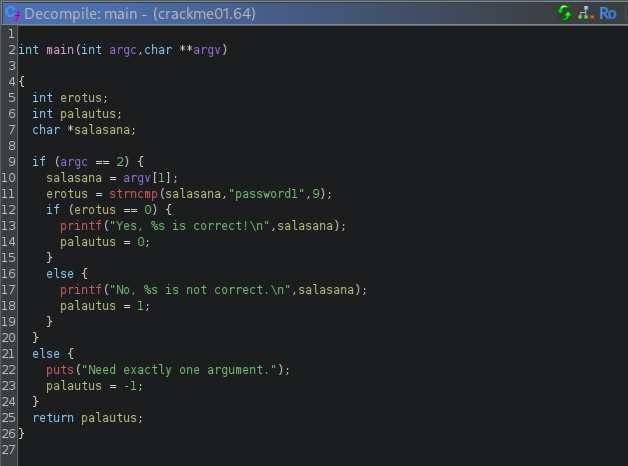 Decompile: main - (crackme01.64) Ro
1
2 int main(int argc,char **argv)
3
4 {
5   int erotus;
6   int palautus;
7   char *salasana;
8
9   if (argc == 2) {
10     salasana = argv[1];
11     erotus = strncmp(salasana,"password1",9);
12     if (erotus == 0) {
13       printf("Yes, %s is correct!\n",salasana);
14       palautus = 0;
15     }
16     else {
17       printf("No, %s is not correct.\n",salasana);
18       palautus = 1;
19     }
20   }
21   else {
22     puts("Need exactly one argument.");
23     palautus = -1;
24   }
25   return palautus;
26 }
27